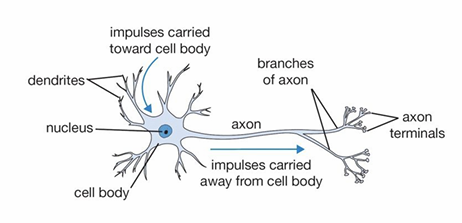 impulses carried
toward cell body
dendrites
nucleus
cell body
axon
impulses carried
away from cell body
branches
of axon
axon
terminals